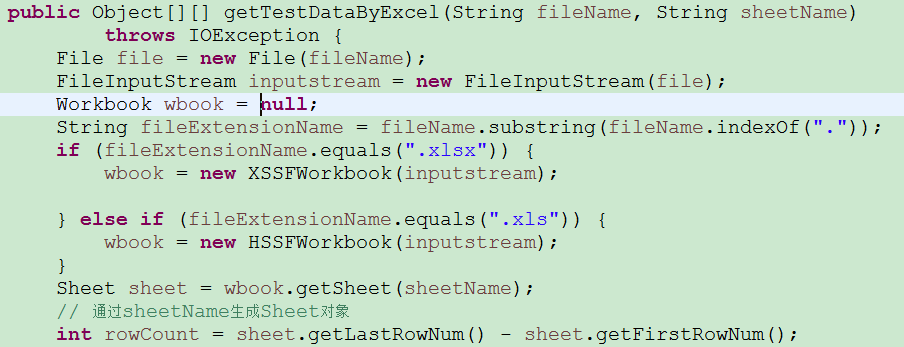 public Object[][] getTestDataByExcel(String fileName, String sheetName)
throws IOException {
File file = new File(fileName);
FileInputStream inputstream = new FileInputStream(file);
Workbook wbook = null;
String fileExtensionName = fileName.substring(fileName.indexOf("."));
if (fileExtensionName.equals(".xlsx")) {
wbook = new XSSFWorkbook(inputstream);
} else if (fileExtensionName.equals(".xls")) {
wbook = new HSSFWorkbook(inputstream);
}
Sheet sheet = wbook.getSheet(sheetName);
// 通过sheetName生成Sheet对象
int rowCount = sheet.getLastRowNum() - sheet.getFirstRowNum();